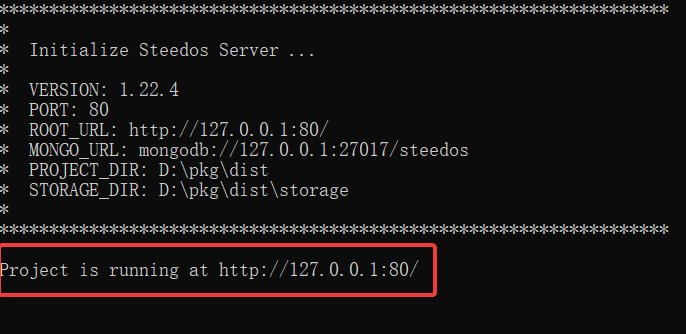 *******************************************************************
*
*  Initialize Steedos Server ...
*
*  VERSION: 1.22.4
*  PORT: 80
*  ROOT_URL: http://127.0.0.1:80/
*  MONGO_URL: mongodb://127.0.0.1:27017/steedos
*  PROJECT_DIR: D:\pkg\dist
*  STORAGE_DIR: D:\pkg\dist\storage
*
*******************************************************************
Project is running at http://127.0.0.1:80/